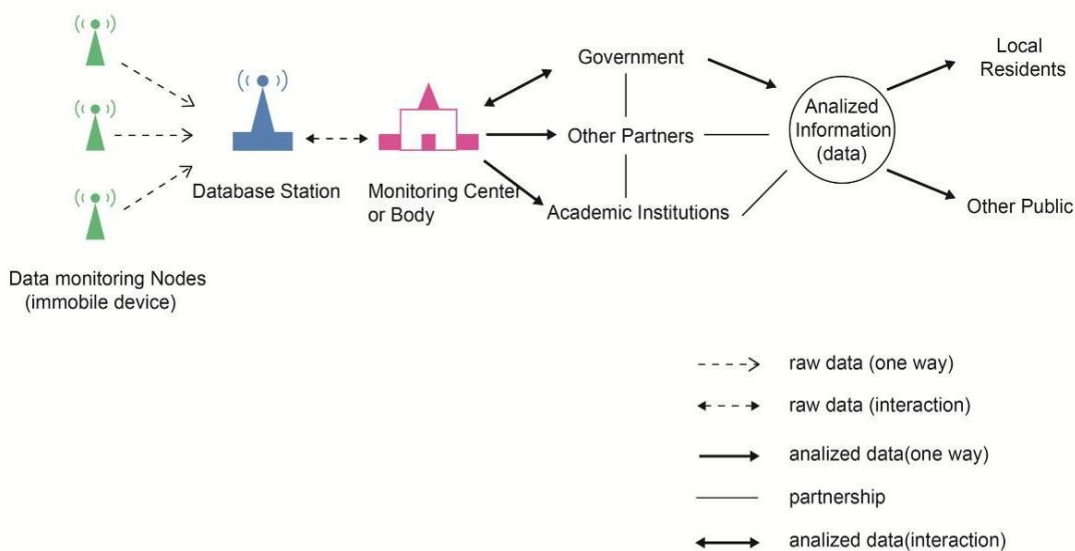 Government
Local
Residents
Analized
Information
(data)
Other Partners
Database Station
Monitoring Center
or Body
Academic Institutions
Other Public
Data monitoring Nodes
(immobile device)
raw data (one way)
raw data (interaction)
analized data(one way)
partnership
analized data(interaction)